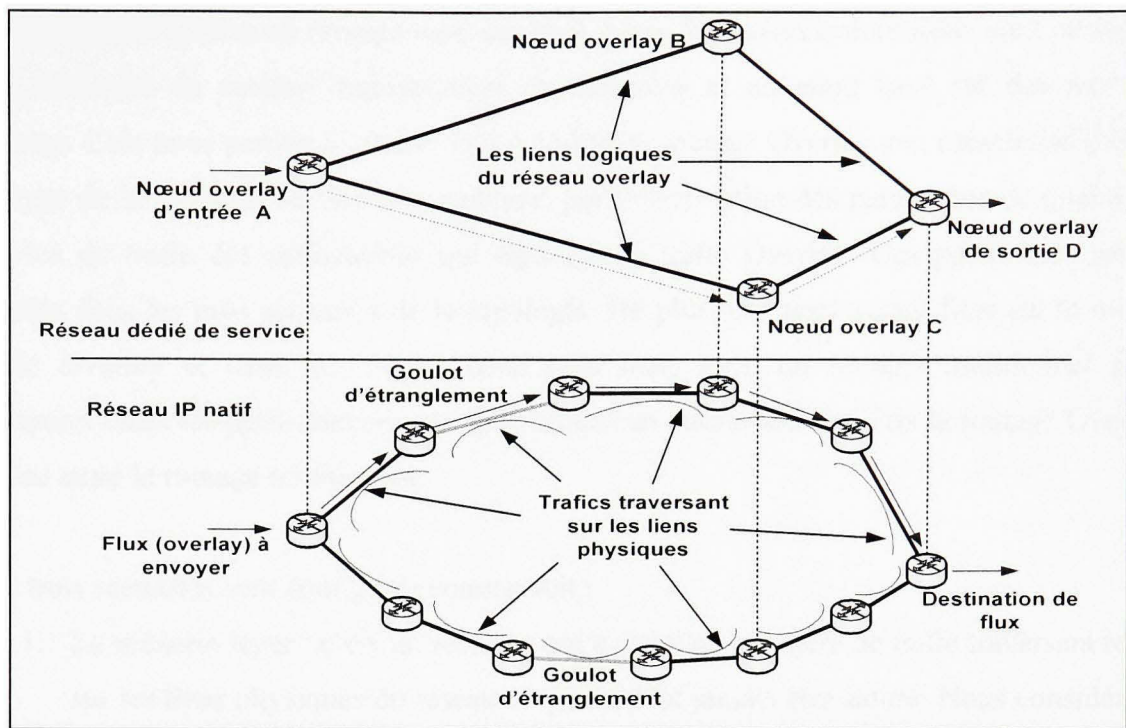 Nœud overlay B
Les liens logiques
du réseau overlay
Nœud overlay
d'entrée A
Nœud overlay
de sortie D
Nœud overlay C
Réseau dédié de service
Goulot
d'étranglement
Réseau IP natif
Trafics traversant
sur les liens
physiques
Flux (overlay) à
envoyer
Destination de
flux
Goulot
d'étranglement